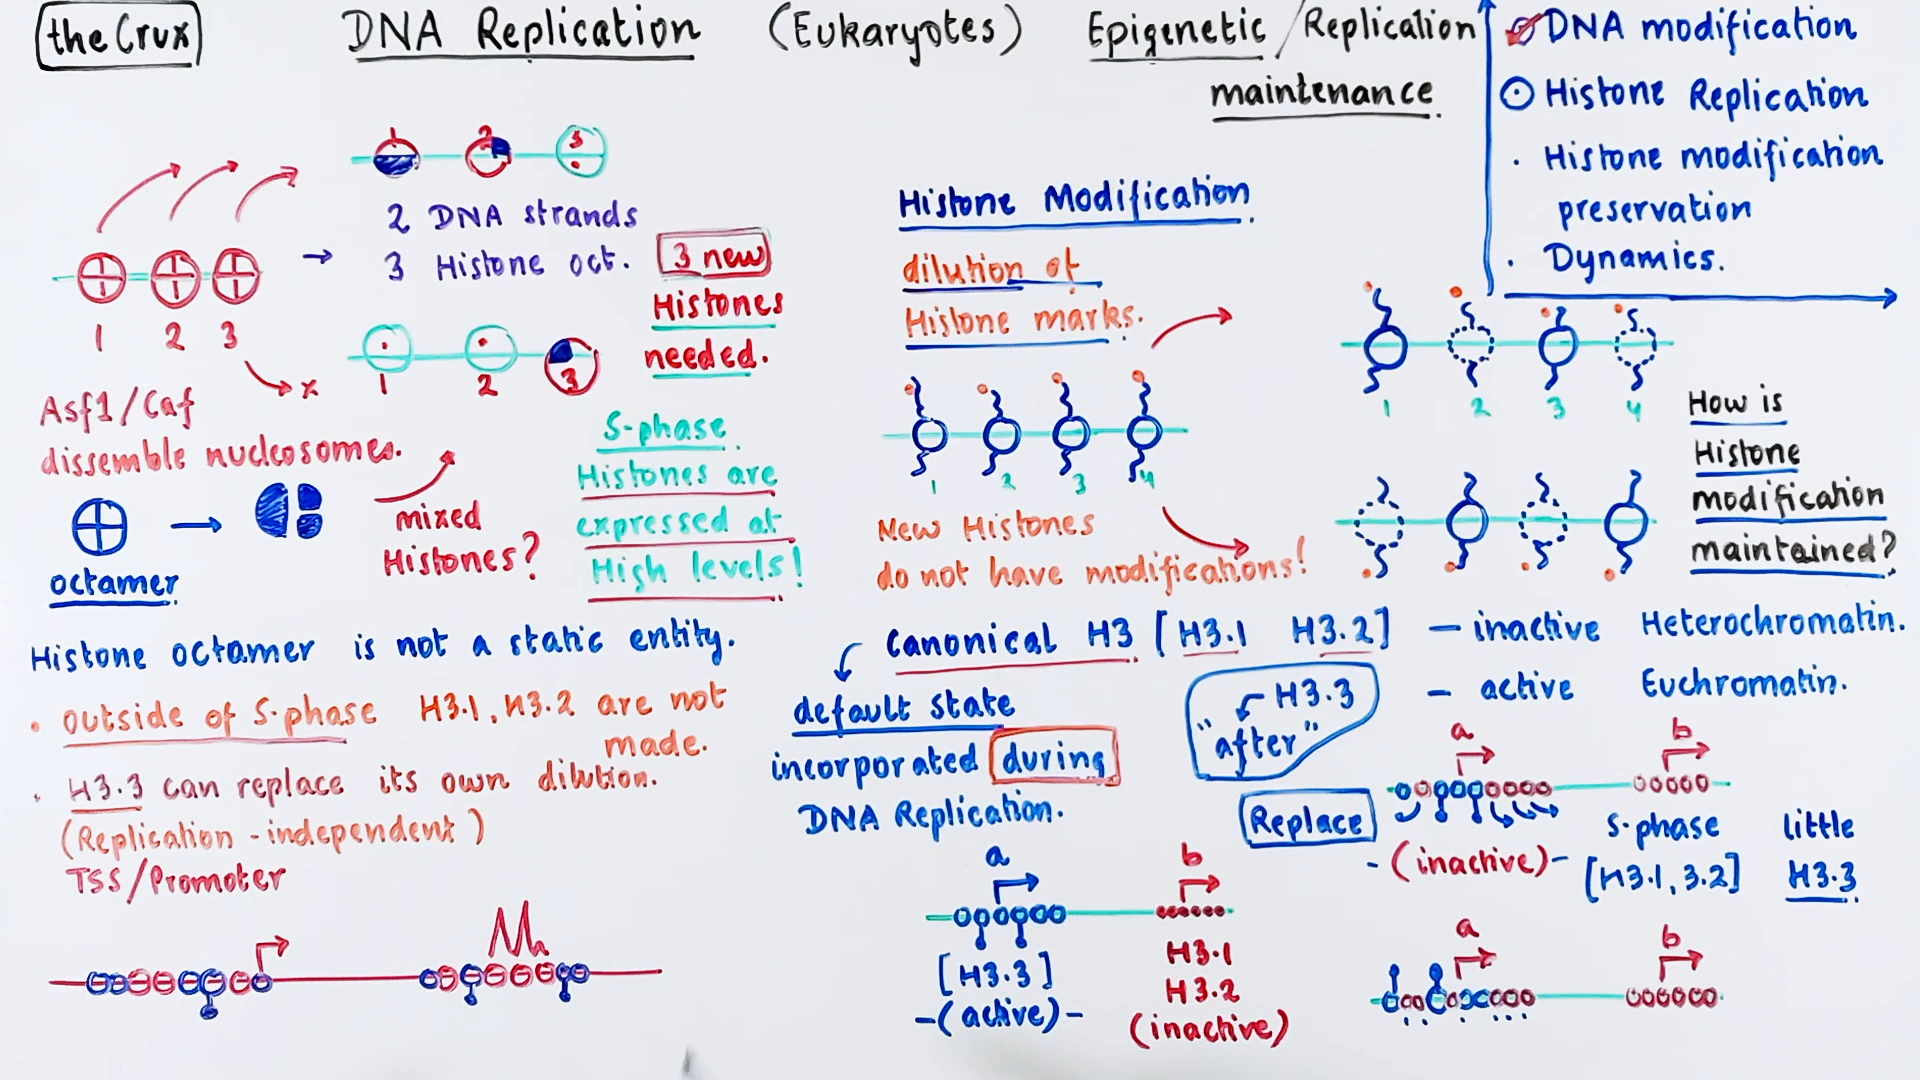 the Crux
DNA Replication (Eukaryotes) Epigenetic / Replication
maintenance
DNA modification
Histone Replication
Histone modification
preservation
Dynamics.
1 2 3
2 DNA strands
3 Histone oct.
3 new
Histones
needed.
1 2 3
1 2 3
x
Asf1/Caf
dissemble nucleosomes.
octamer
mixed
Histones?
S-phase
Histones are
expressed at
High levels!
Histone Modification
dilution of
Histone marks.
1 2 3 4
New Histones
do not have modifications!
1 2 3 4
How is
Histone
modification
maintained?
Histone octamer is not a static entity.
• outside of S-phase H3.1, H3.2 are not
made.
• H3.3 can replace its own dilution.
(Replication-independent)
TSS/Promoter
canonical H3 [H3.1 H3.2] - inactive Heterochromatin.
H3.3 - active Euchromatin.
"after"
default state
incorporated during
DNA Replication.
Replace
a b
[H3.3]
-(active)-
H3.1
H3.2
(inactive)
a b
-(inactive)-
S-phase
[H3.1, 3.2]
little
H3.3
a b